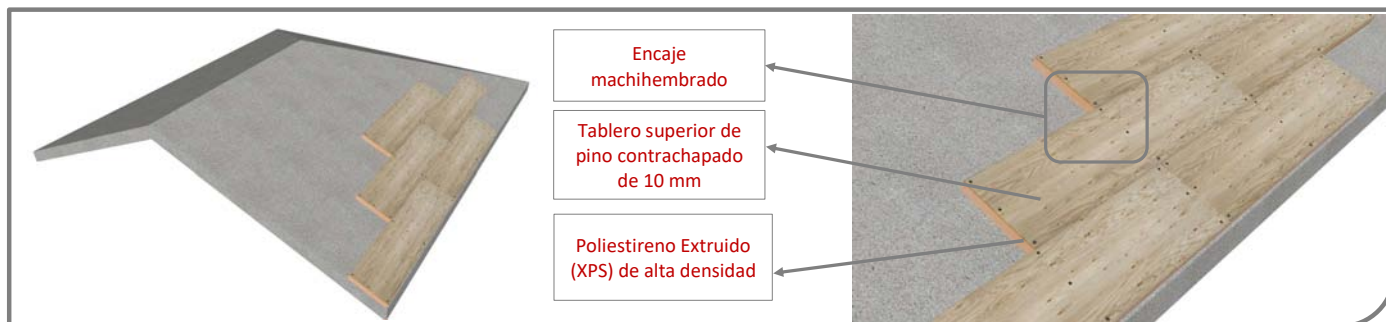 Encaje
machihembrado
Tablero superior de
pino contrachapado
de 10 mm
Poliestireno Extruido
(XPS) de alta densidad